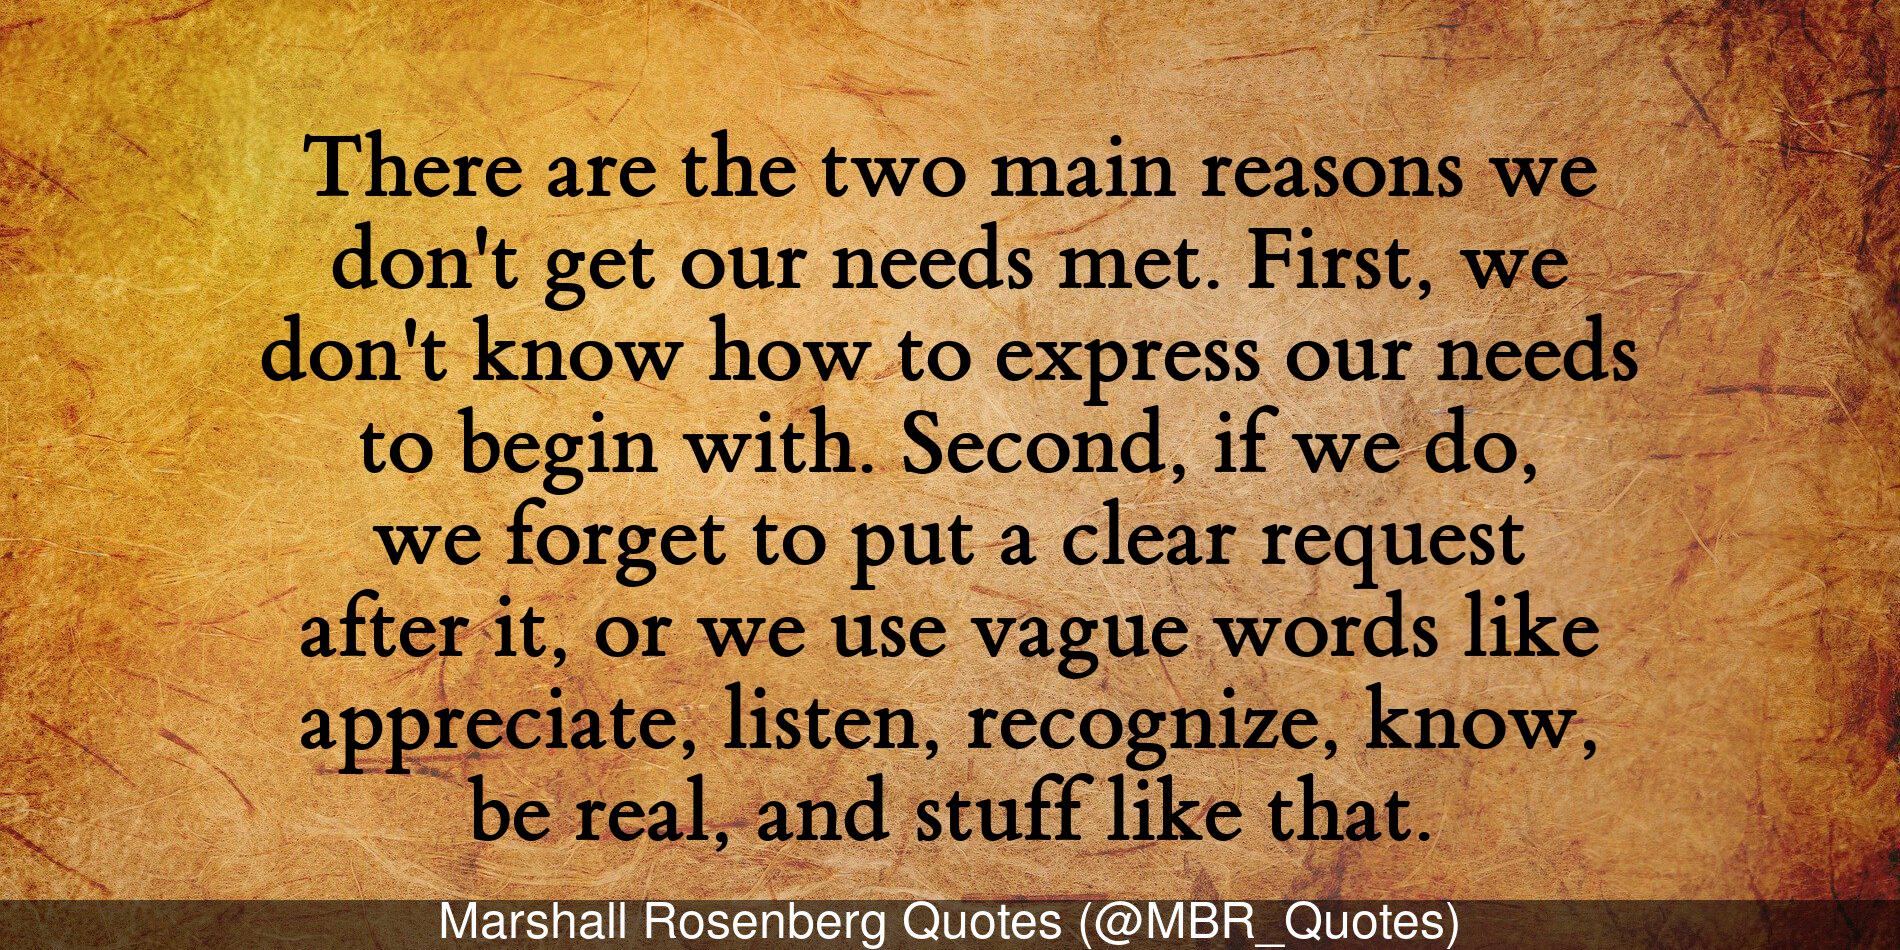 There are the two main reasons we
don't get our needs met. First, we
don't know how to express our needs
to begin with. Second, if we do,
we forget to put a clear request
after it, or we use vague words like
appreciate, listen, recognize, know,
be real, and stuff like that.
Marshall Rosenberg Quotes (@MBR_Quotes)